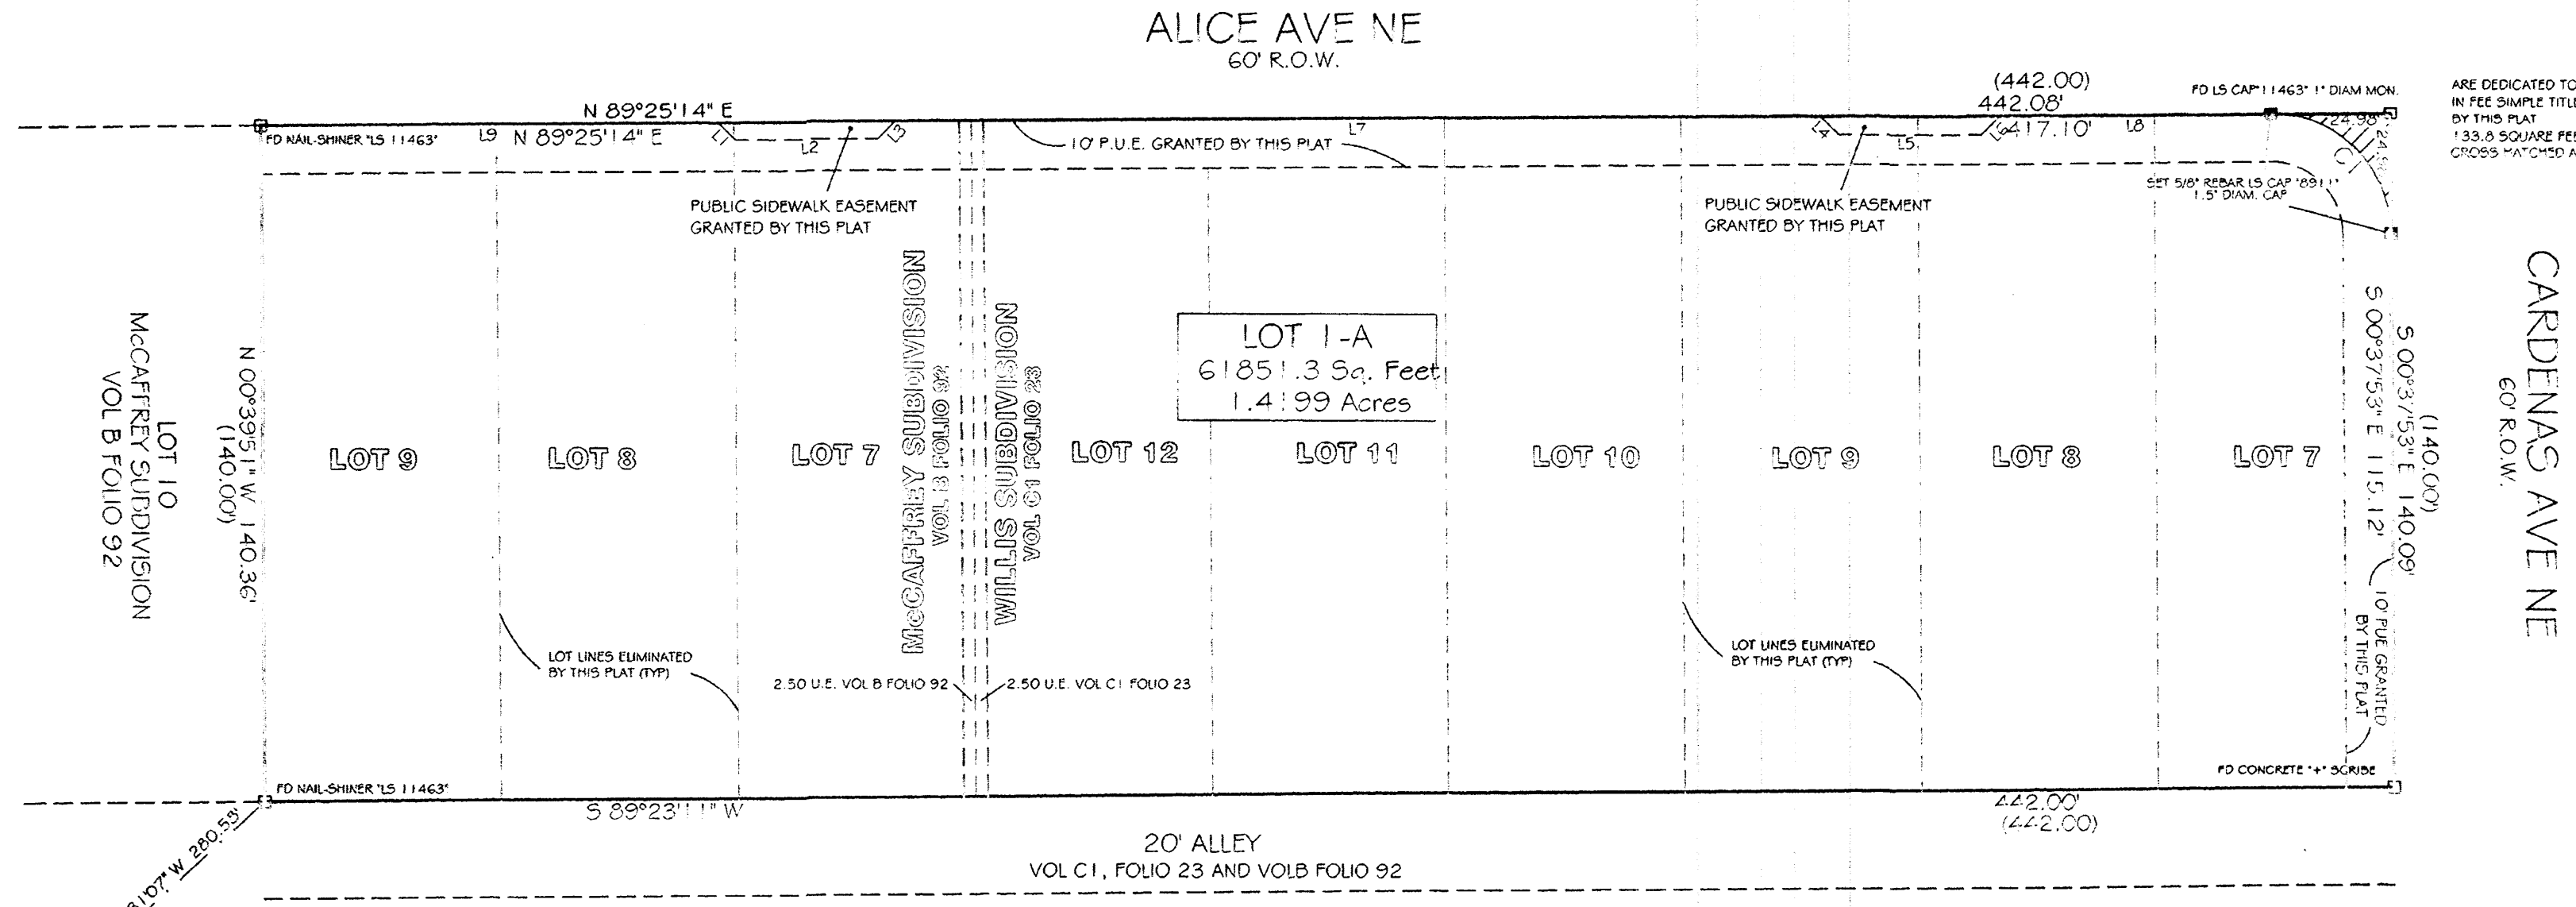 ALICE AVE NE
60' R.O.W.
N 89°25'14" E
(442.00)
442.08'
FD LS CAP"11463" 1" DIAM MON.
ARE DEDICATED TO
IN FEE SIMPLE TITLE
BY THIS PLAT
133.8 SQUARE FEE
CROSS HATCHED A
FD NAIL-SHINER "LS 11463"
L9
N 89°25'14" E
L1
L2
L3
10' P.U.E. GRANTED BY THIS PLAT
L7
L4
L5
L6
417.10'
L8
24.98'
C1
SET 5/8" REBAR LS CAP "8911"
1.5" DIAM. CAP
PUBLIC SIDEWALK EASEMENT
GRANTED BY THIS PLAT
PUBLIC SIDEWALK EASEMENT
GRANTED BY THIS PLAT
LOT 10
McCAFFREY SUBDIVISION
VOL B FOLIO 92
N 00°39'51" W 140.36'
(140.00')
McCAFFREY SUBDIVISION
VOL B FOLIO 92
WILLIS SUBDIVISION
VOL C1 FOLIO 23
LOT 1-A
61851.3 Sq. Feet
1.4199 Acres
LOT 9
LOT 8
LOT 7
LOT 12
LOT 11
LOT 10
LOT 9
LOT 8
LOT 7
S 00°37'53" E 115.12'
S 00°37'53" E 140.09'
(140.00')
CARDENAS AVE NE
60' R.O.W.
LOT LINES ELIMINATED
BY THIS PLAT (TYP)
LOT LINES ELIMINATED
BY THIS PLAT (TYP)
10' PUE GRANTED
BY THIS PLAT
2.50 U.E. VOL B FOLIO 92
2.50 U.E. VOL C1 FOLIO 23
FD NAIL-SHINER "LS 11463"
FD CONCRETE "+" SCRIBE
S 89°23'11" W
442.00'
(442.00)
31'07" W 280.53'
20' ALLEY
VOL C1, FOLIO 23 AND VOLB FOLIO 92